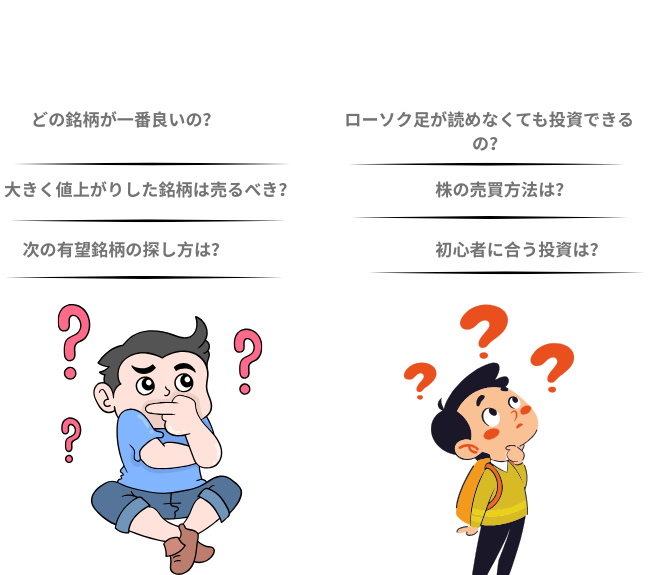 どの銘柄が一番良いの?
大きく値上がりした銘柄は売るべき?
次の有望銘柄の探し方は?
ローソク足が読めなくても投資できる
の?
株の売買方法は?
初心者に合う投資は?